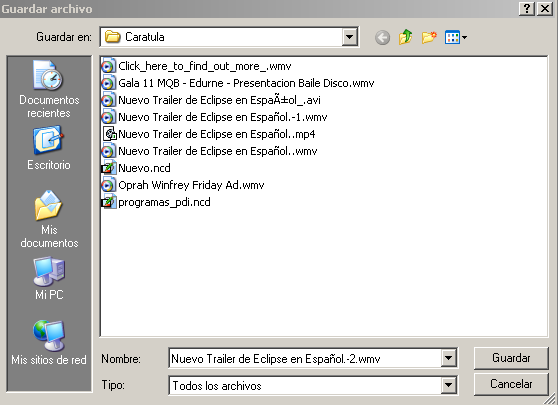 Guardar archivo
Guardar en:
Caratula
Documentos
recientes
Escritorio
Mis
documentos
Mi PC
Mis sitios de red
Click_here_to_find_out_more_.wmv
Gala 11 MQB - Edurne - Presentacion Baile Disco.wmv
Nuevo Trailer de Eclipse en EspaÃ±ol_.avi
Nuevo Trailer de Eclipse en Español.-1.wmv
Nuevo Trailer de Eclipse en Español..mp4
Nuevo Trailer de Eclipse en Español..wmv
Nuevo.ncd
Oprah Winfrey Friday Ad.wmv
programas_pdi.ncd
Nombre:
Nuevo Trailer de Eclipse en Español.-2.wmv
Guardar
Tipo:
Todos los archivos
Cancelar